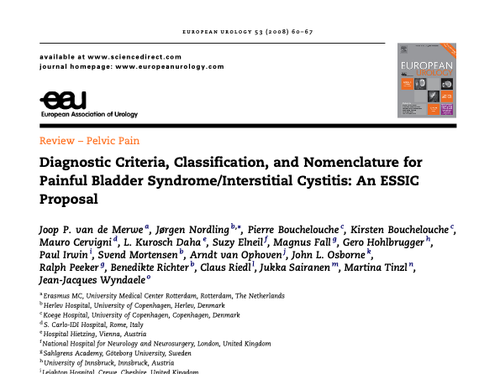 EUROPEAN UROLOGY 53 (2008) 60–67
available at www.sciencedirect.com
journal homepage: www.europeanurology.com
EUROPEAN
UROLOGY
eau
European Association of Urology
Review – Pelvic Pain
Diagnostic Criteria, Classification, and Nomenclature for
Painful Bladder Syndrome/Interstitial Cystitis: An ESSIC
Proposal
Joop P. van de Merwe a, Jørgen Nordling b,*, Pierre Bouchelouche c, Kirsten Bouchelouche c,
Mauro Cervigni d, L. Kurosch Daha e, Suzy Elneil f, Magnus Fall g, Gero Hohlbrugger h,
Paul Irwin i, Svend Mortensen b, Arndt van Ophoven j, John L. Osborne k,
Ralph Peeker g, Benedikte Richter b, Claus Riedl l, Jukka Sairanen m, Martina Tinzl n,
Jean-Jacques Wyndaele o
a Erasmus MC, University Medical Center Rotterdam, Rotterdam, The Netherlands
b Herlev Hospital, University of Copenhagen, Herlev, Denmark
c Koege Hospital, University of Copenhagen, Copenhagen, Denmark
d S. Carlo-IDI Hospital, Rome, Italy
e Hospital Hietzing, Vienna, Austria
f National Hospital for Neurology and Neurosurgery, London, United Kingdom
g Sahlgrens Academy, Göteborg University, Sweden
h University of Innsbruck, Innsbruck, Austria
i Leighton Hospital, Crewe, Cheshire, United Kingdom